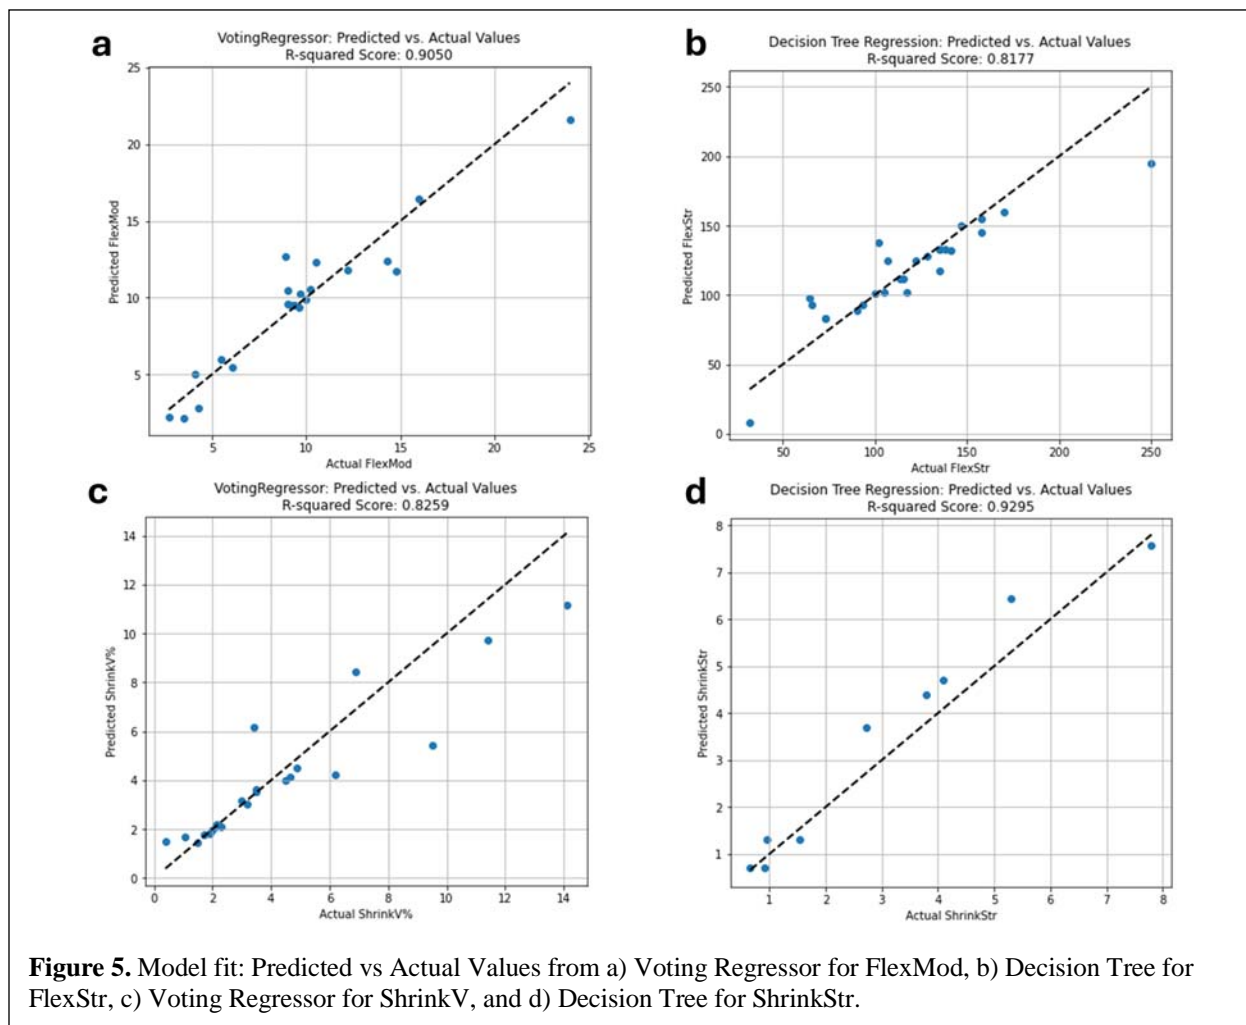 a
VotingRegressor: Predicted vs. Actual Values
R-squared Score: 0.9050
25
20
15
10
5
Predicted FlexMod
5 10 15 20 25
Actual FlexMod
b
Decision Tree Regression: Predicted vs. Actual Values
R-squared Score: 0.8177
250
200
150
100
50
0
Predicted FlexStr
50 100 150 200 250
Actual FlexStr
c
VotingRegressor: Predicted vs. Actual Values
R-squared Score: 0.8259
14
12
10
8
6
4
2
0
Predicted ShrinkV%
0 2 4 6 8 10 12 14
Actual ShrinkV%
d
Decision Tree Regression: Predicted vs. Actual Values
R-squared Score: 0.9295
8
7
6
5
4
3
2
1
Predicted ShrinkStr
1 2 3 4 5 6 7 8
Actual ShrinkStr
Figure 5. Model fit: Predicted vs Actual Values from a) Voting Regressor for FlexMod, b) Decision Tree for
FlexStr, c) Voting Regressor for ShrinkV, and d) Decision Tree for ShrinkStr.